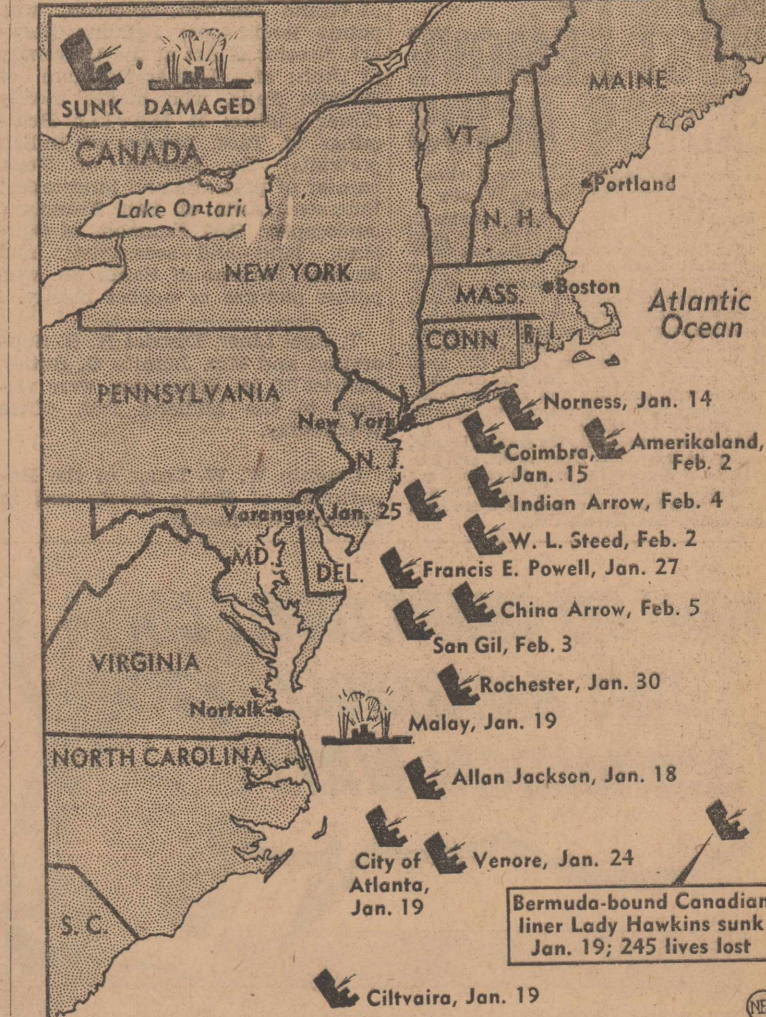 SUNK DAMAGED
MAINE
CANADA
VT.
Portland
Lake Ontario
N. H.
NEW YORK
Boston
MASS.
Atlantic
Ocean
CONN
R. I.
PENNSYLVANIA
Norness, Jan. 14
New York
Coimbra,
Jan. 15
Amerikaland,
Feb. 2
N. J.
Indian Arrow, Feb. 4
Varanger, Jan. 25
W. L. Steed, Feb. 2
MD.
DEL.
Francis E. Powell, Jan. 27
China Arrow, Feb. 5
San Gil, Feb. 3
VIRGINIA
Rochester, Jan. 30
Norfolk
Malay, Jan. 19
NORTH CAROLINA
Allan Jackson, Jan. 18
City of
Atlanta,
Jan. 19
Venore, Jan. 24
Bermuda-bound Canadian
liner Lady Hawkins sunk
Jan. 19; 245 lives lost
S. C.
Ciltvaira, Jan. 19